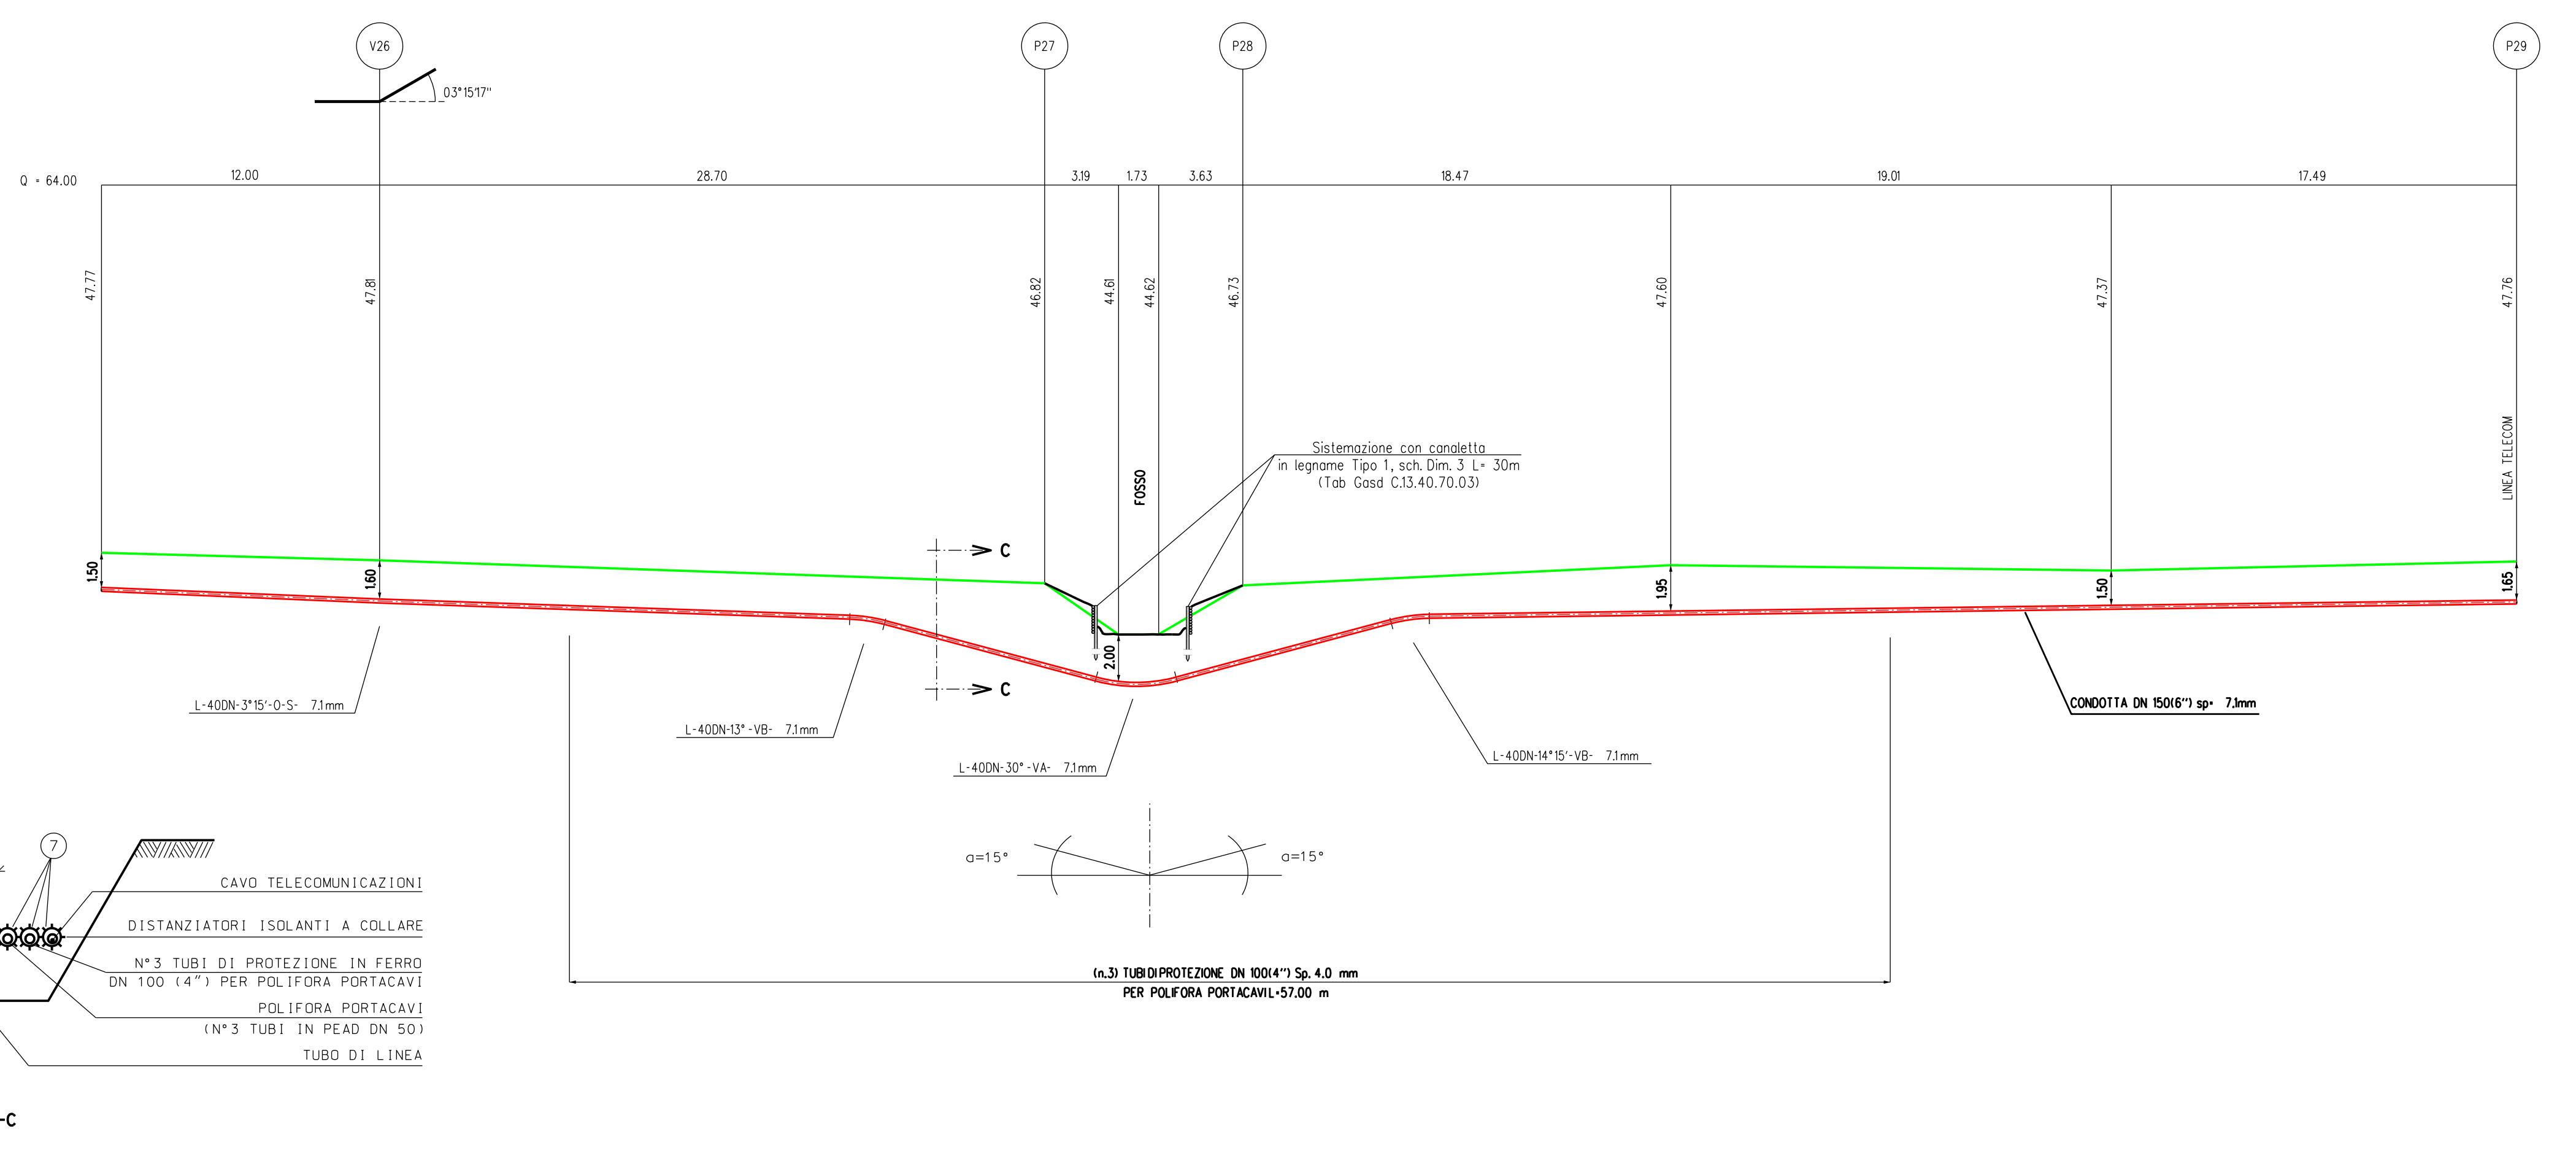 V26
P27
P28
P29
03°15'17"
Q = 64.00
12.00
28.70
3.19
1.73
3.63
18.47
19.01
17.49
47.77
47.81
46.82
44.61
44.62
46.73
47.60
47.37
47.76
LINEA TELECOM
FOSSO
Sistemazione con canaletta
in legname Tipo 1, sch. Dim. 3 L= 30m
(Tab Gasd C.13.40.70.03)
C
1.50
1.60
2.00
1.95
1.50
1.65
C
L-40DN-3°15'-O-S- 7.1mm
L-40DN-13°-VB- 7.1mm
L-40DN-30°-VA- 7.1mm
L-40DN-14°15'-VB- 7.1mm
CONDOTTA DN 150(6") sp= 7.1mm
a=15°
a=15°
7
CAVO TELECOMUNICAZIONI
DISTANZIATORI ISOLANTI A COLLARE
N°3 TUBI DI PROTEZIONE IN FERRO
DN 100 (4") PER POLIFORA PORTACAVI
POLIFORA PORTACAVI
(N°3 TUBI IN PEAD DN 50)
TUBO DI LINEA
(n.3) TUBI DI PROTEZIONE DN 100(4") Sp. 4.0 mm
PER POLIFORA PORTACAVI L=57.00 m
-C